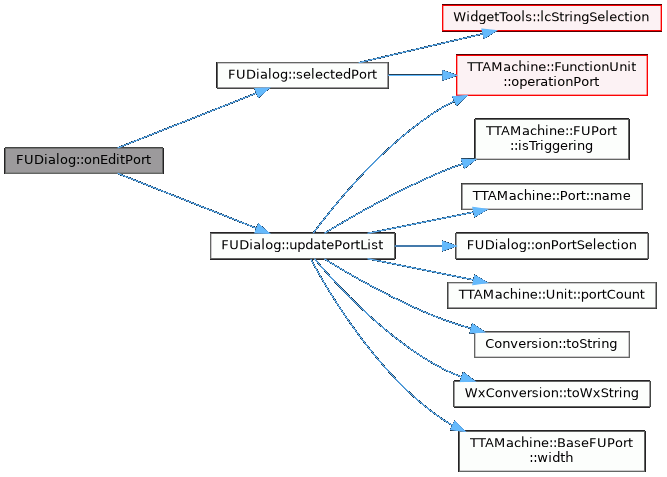 WidgetTools::lcStringSelection
FUDialog::selectedPort
TTAMachine::FunctionUnit
::operationPort
TTAMachine::FUPort
::isTriggering
FUDialog::onEditPort
TTAMachine::Port::name
FUDialog::updatePortList
FUDialog::onPortSelection
TTAMachine::Unit::portCount
Conversion::toString
WxConversion::toWxString
TTAMachine::BaseFUPort
::width